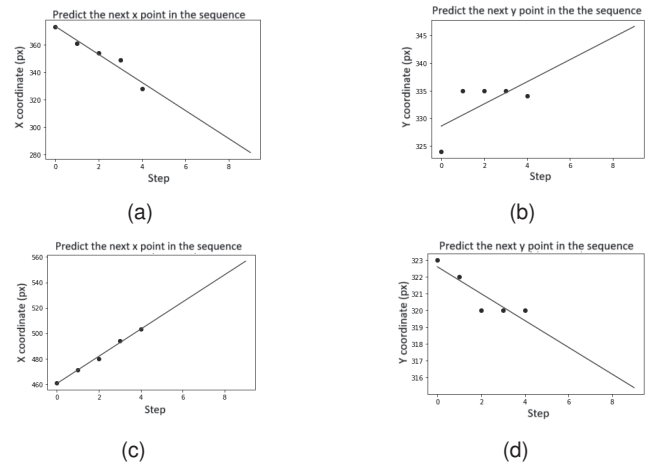 Predict the next x point in the sequence
X coordinate (px)
360
340
320
300
280
0 2 4 6 8
Step
(a)
Predict the next y point in the the sequence
Y coordinate (px)
345
340
335
330
325
0 2 4 6 8
Step
(b)
Predict the next x point in the sequence
X coordinate (px)
560
540
520
500
480
460
0 2 4 6 8
Step
(c)
Predict the next y point in the sequence
Y coordinate (px)
323
322
321
320
319
318
317
316
0 2 4 6 8
Step
(d)